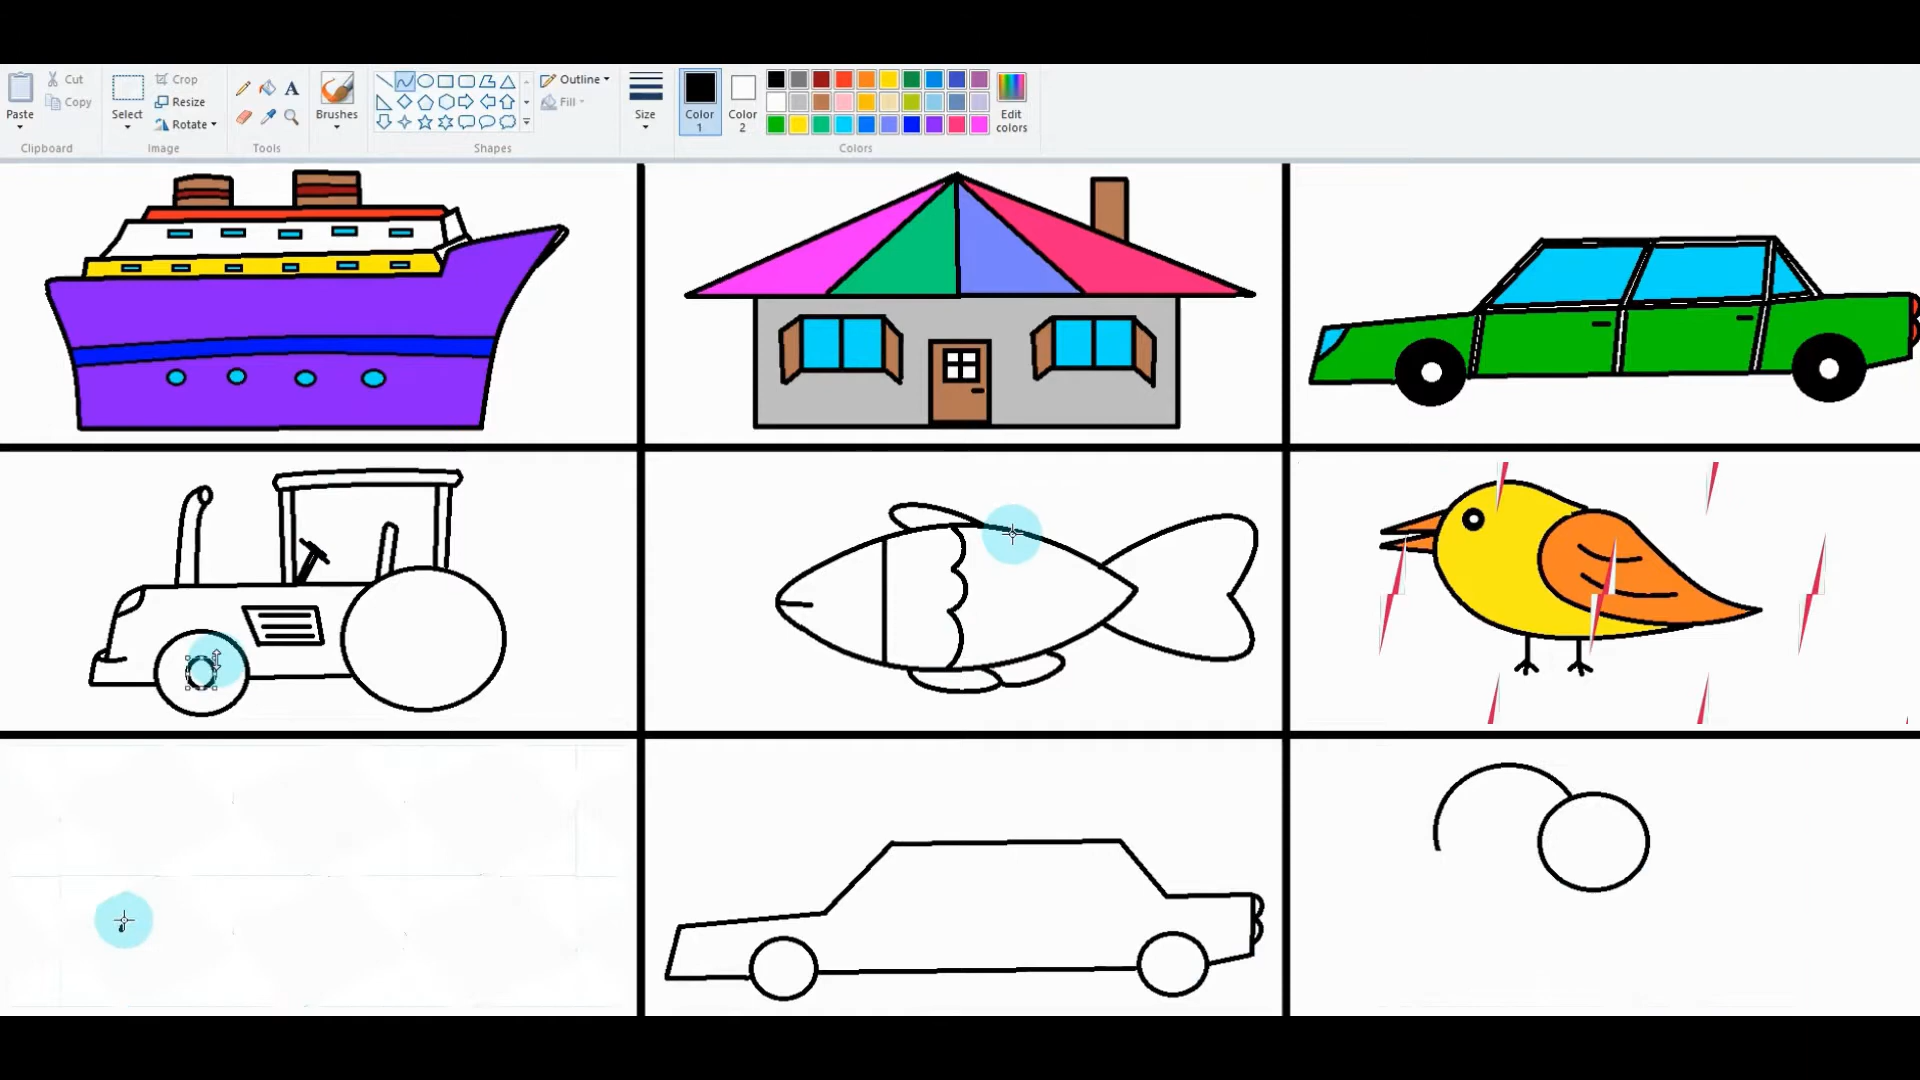 Paste
Cut
Copy
Clipboard
Select
Crop
Resize
Rotate
Image
A
Tools
Brushes
Shapes
Outline
Fill
Size
Color
1
Color
2
Edit
colors
Colors